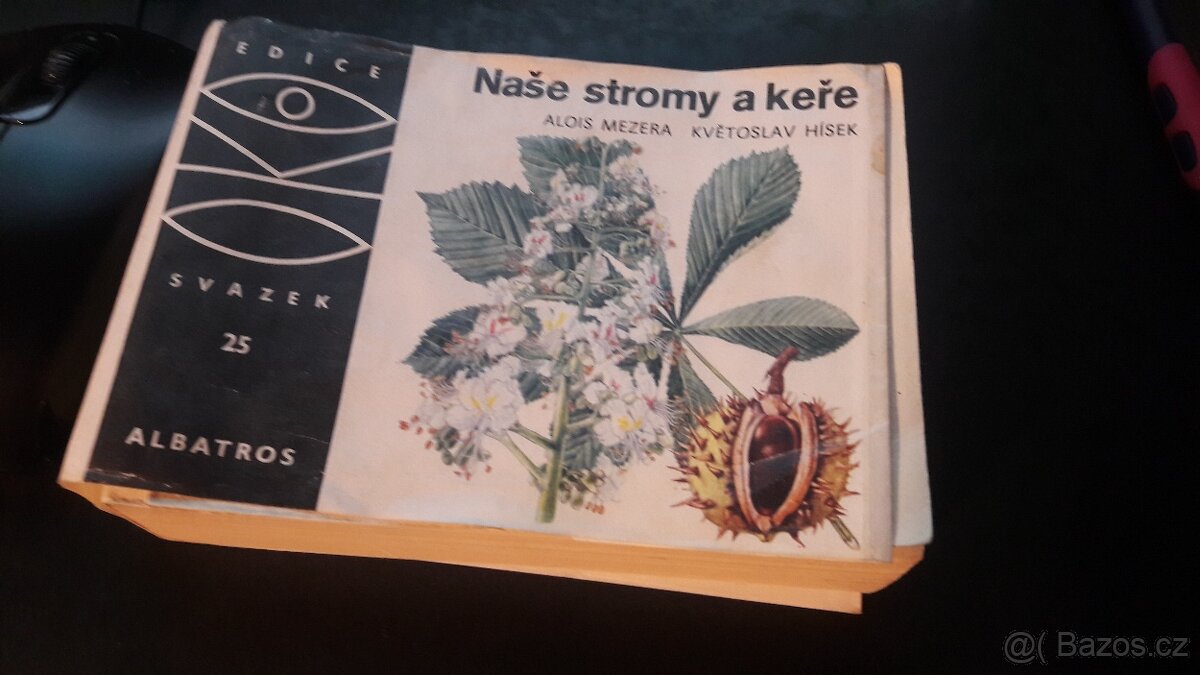 EDICE
SVAZEK
25
ALBATROS
Naše stromy a keře
ALOIS MEZERA KVĚTOSLAV HÍSEK
@( Bazos.cz